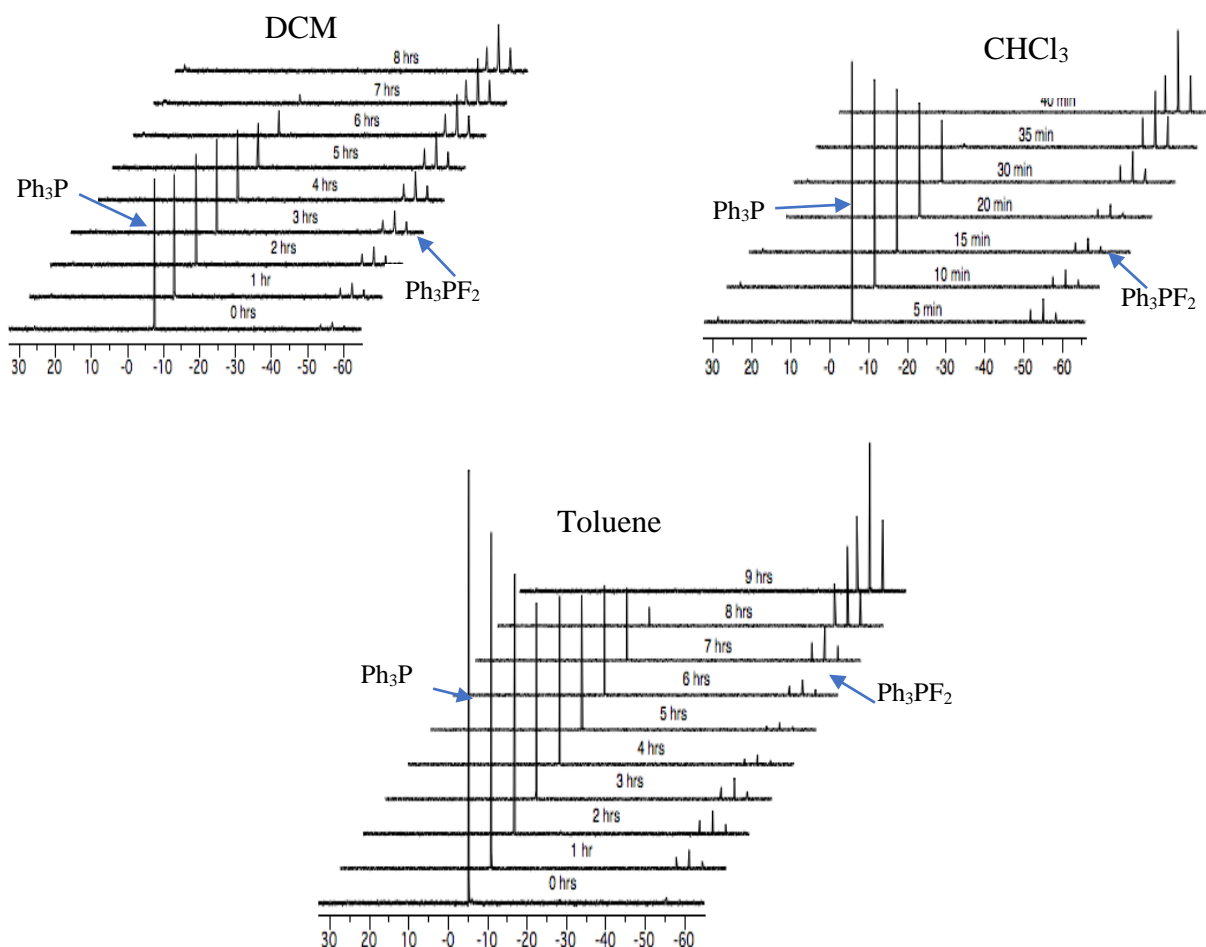 DCM
8 hrs
7 hrs
6 hrs
5 hrs
4 hrs
3 hrs
2 hrs
1 hr
0 hrs
Ph₃P
Ph₃PF₂
30 20 10 -0 -10 -20 -30 -40 -50 -60
CHCl₃
40 min
35 min
30 min
20 min
15 min
10 min
5 min
Ph₃P
Ph₃PF₂
30 20 10 -0 -10 -20 -30 -40 -50 -60
Toluene
9 hrs
8 hrs
7 hrs
6 hrs
5 hrs
4 hrs
3 hrs
2 hrs
1 hr
0 hrs
Ph₃P
Ph₃PF₂
30 20 10 -0 -10 -20 -30 -40 -50 -60